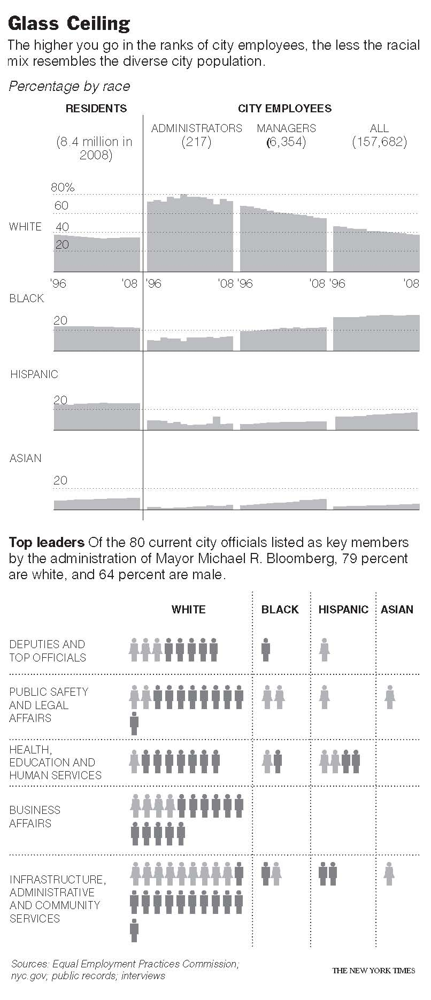 Glass Ceiling
The higher you go in the ranks of city employees, the less the racial
mix resembles the diverse city population.
Percentage by race
RESIDENTS
CITY EMPLOYEES
(8.4 million in
2008)
ADMINISTRATORS
(217)
MANAGERS
(6,354)
ALL
(157,682)
80%
60
WHITE
40
20
'96
'08
'96
'08
'96
'08
'96
'08
BLACK
20
HISPANIC
20
ASIAN
20
Top leaders Of the 80 current city officials listed as key members
by the administration of Mayor Michael R. Bloomberg, 79 percent
are white, and 64 percent are male.
WHITE
BLACK
HISPANIC
ASIAN
DEPUTIES AND
TOP OFFICIALS
PUBLIC SAFETY
AND LEGAL
AFFAIRS
HEALTH,
EDUCATION AND
HUMAN SERVICES
BUSINESS
AFFAIRS
INFRASTRUCTURE,
ADMINISTRATIVE
AND COMMUNITY
SERVICES
Sources: Equal Employment Practices Commission;
nyc.gov; public records; interviews
THE NEW YORK TIMES